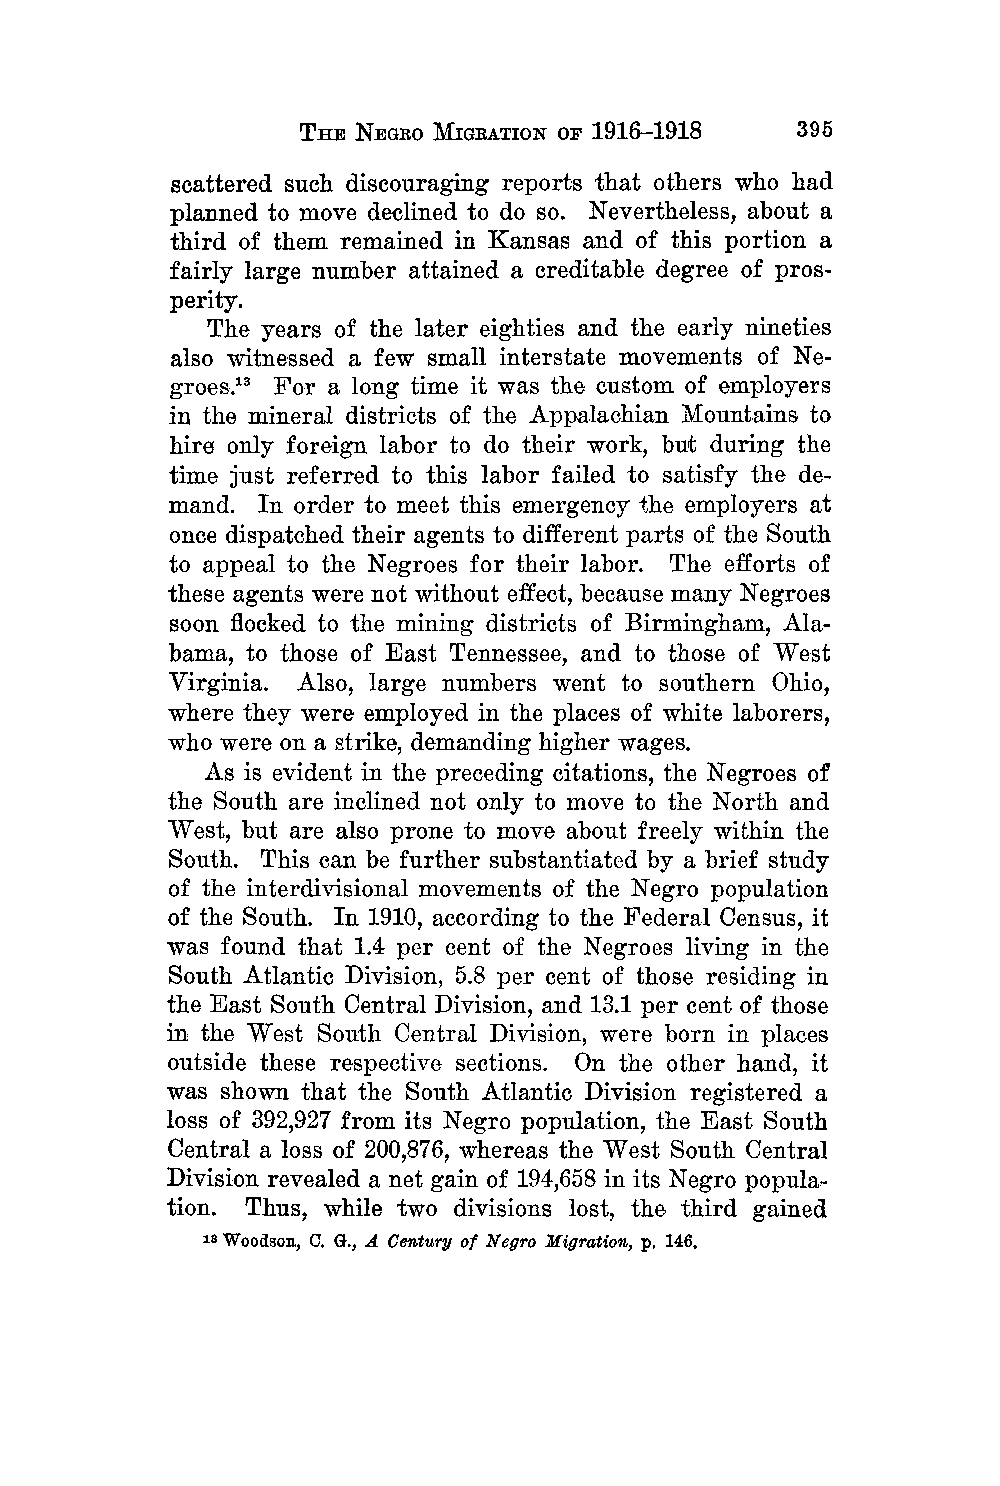 THE NEGRO MIGRATION OF 1916–1918 395
scattered such discouraging reports that others who had
planned to move declined to do so. Nevertheless, about a
third of them remained in Kansas and of this portion a
fairly large number attained a creditable degree of pros-
perity.
The years of the later eighties and the early nineties
also witnessed a few small interstate movements of Ne-
groes.¹³ For a long time it was the custom of employers
in the mineral districts of the Appalachian Mountains to
hire only foreign labor to do their work, but during the
time just referred to this labor failed to satisfy the de-
mand. In order to meet this emergency the employers at
once dispatched their agents to different parts of the South
to appeal to the Negroes for their labor. The efforts of
these agents were not without effect, because many Negroes
soon flocked to the mining districts of Birmingham, Ala-
bama, to those of East Tennessee, and to those of West
Virginia. Also, large numbers went to southern Ohio,
where they were employed in the places of white laborers,
who were on a strike, demanding higher wages.
As is evident in the preceding citations, the Negroes of
the South are inclined not only to move to the North and
West, but are also prone to move about freely within the
South. This can be further substantiated by a brief study
of the interdivisional movements of the Negro population
of the South. In 1910, according to the Federal Census, it
was found that 1.4 per cent of the Negroes living in the
South Atlantic Division, 5.8 per cent of those residing in
the East South Central Division, and 13.1 per cent of those
in the West South Central Division, were born in places
outside these respective sections. On the other hand, it
was shown that the South Atlantic Division registered a
loss of 392,927 from its Negro population, the East South
Central a loss of 200,876, whereas the West South Central
Division revealed a net gain of 194,658 in its Negro popula-
tion. Thus, while two divisions lost, the third gained
¹³ Woodson, C. G., A Century of Negro Migration, p. 146.